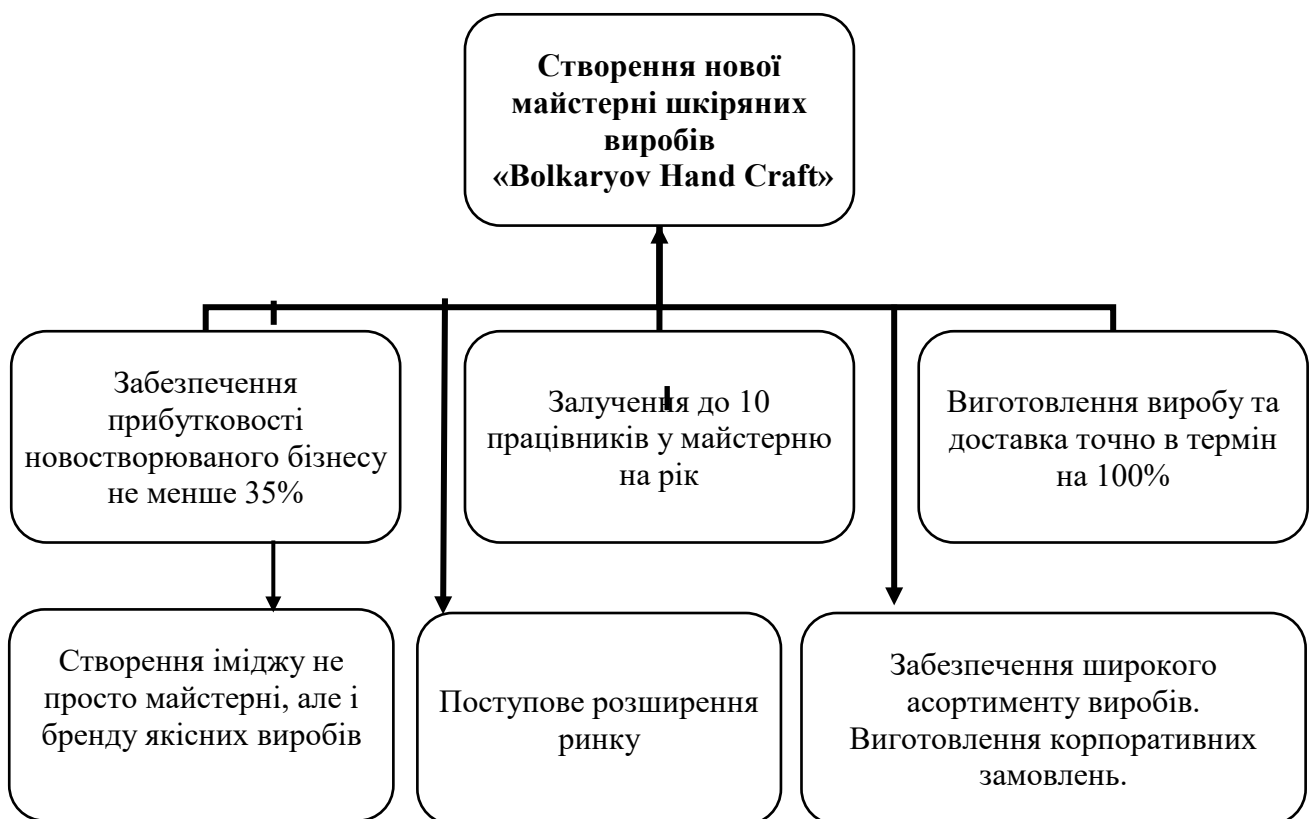 Створення нової
майстерні шкіряних
виробів
«Bolkaryov Hand Craft»
Забезпечення
прибутковості
новостворюваного бізнесу
не менше 35%
Залучення до 10
працівників у майстерню
на рік
Виготовлення виробу та
доставка точно в термін
на 100%
Створення іміджу не
просто майстерні, але і
бренду якісних виробів
Поступове розширення
ринку
Забезпечення широкого
асортименту виробів.
Виготовлення корпоративних
замовлень.